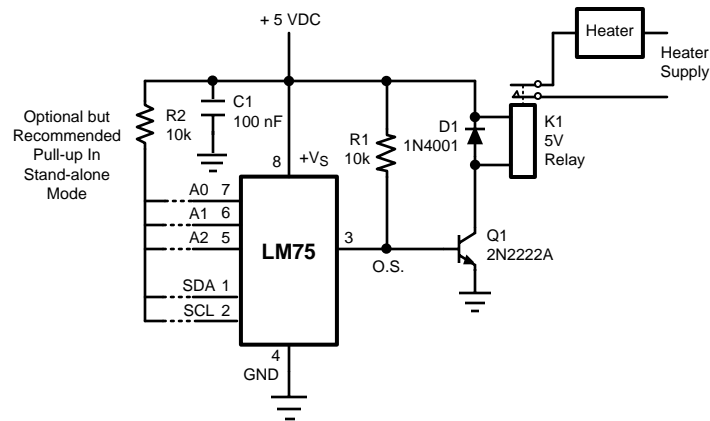 + 5 VDC
Heater
Heater
Supply
Optional but
Recommended
Pull-up In
Stand-alone
Mode
R2
10k
C1
100 nF
R1
10k
D1
1N4001
K1
5V
Relay
8
+VS
A0 7
A1 6
A2 5
LM75
3
O.S.
Q1
2N2222A
SDA 1
SCL 2
4
GND